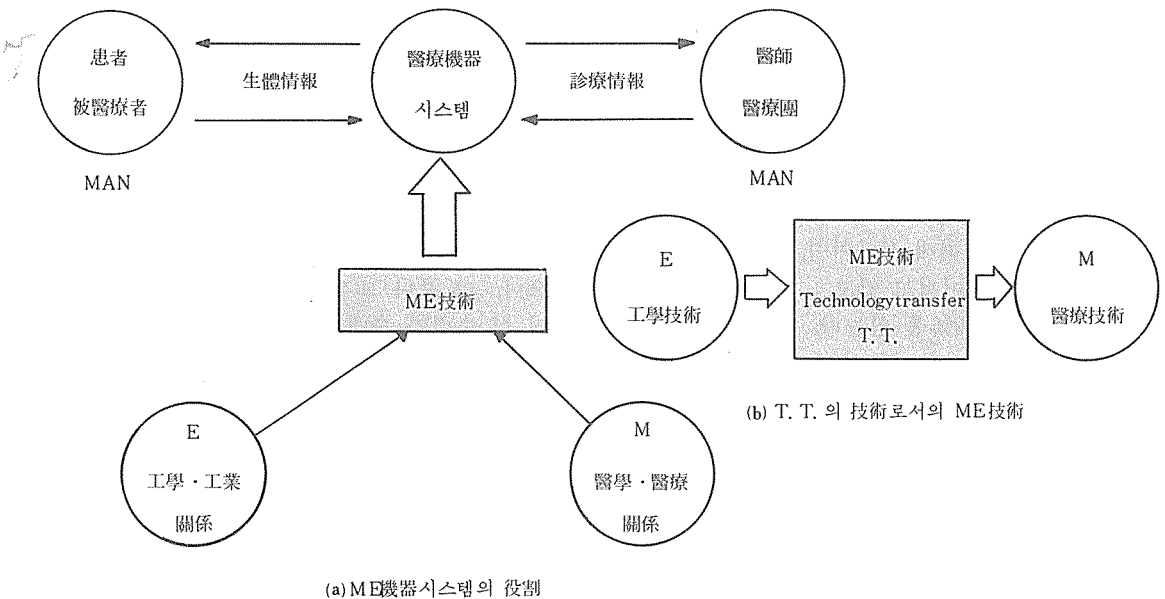 患者
被醫療者
MAN
生體情報
醫療機器
시스템
診療情報
醫師
醫療團
MAN
ME技術
E
工學·工業
關係
M
醫學·醫療
關係
(a) ME機器시스템의 役割
E
工學技術
ME技術
Technologytransfer
T. T.
M
醫療技術
(b) T. T. 의 技術로서의 ME技術